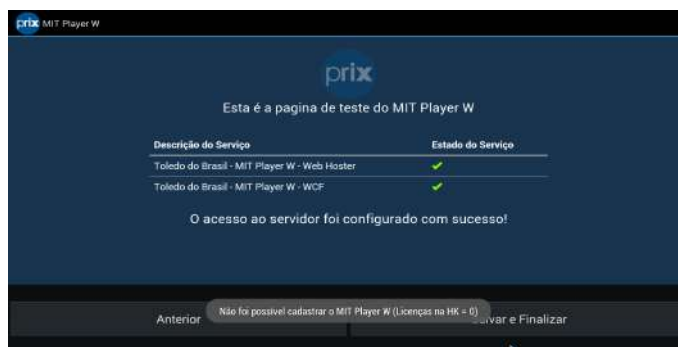 prix MIT Player W
prix
Esta é a pagina de teste do MIT Player W
Descrição do Serviço Estado do Serviço
Toledo do Brasil - MIT Player W - Web Hoster
Toledo do Brasil - MIT Player W - WCF
O acesso ao servidor foi configurado com sucesso!
Não foi possivel cadastrar o MIT Player W (Licenças na HK = 0)
Anterior var e Finalizar